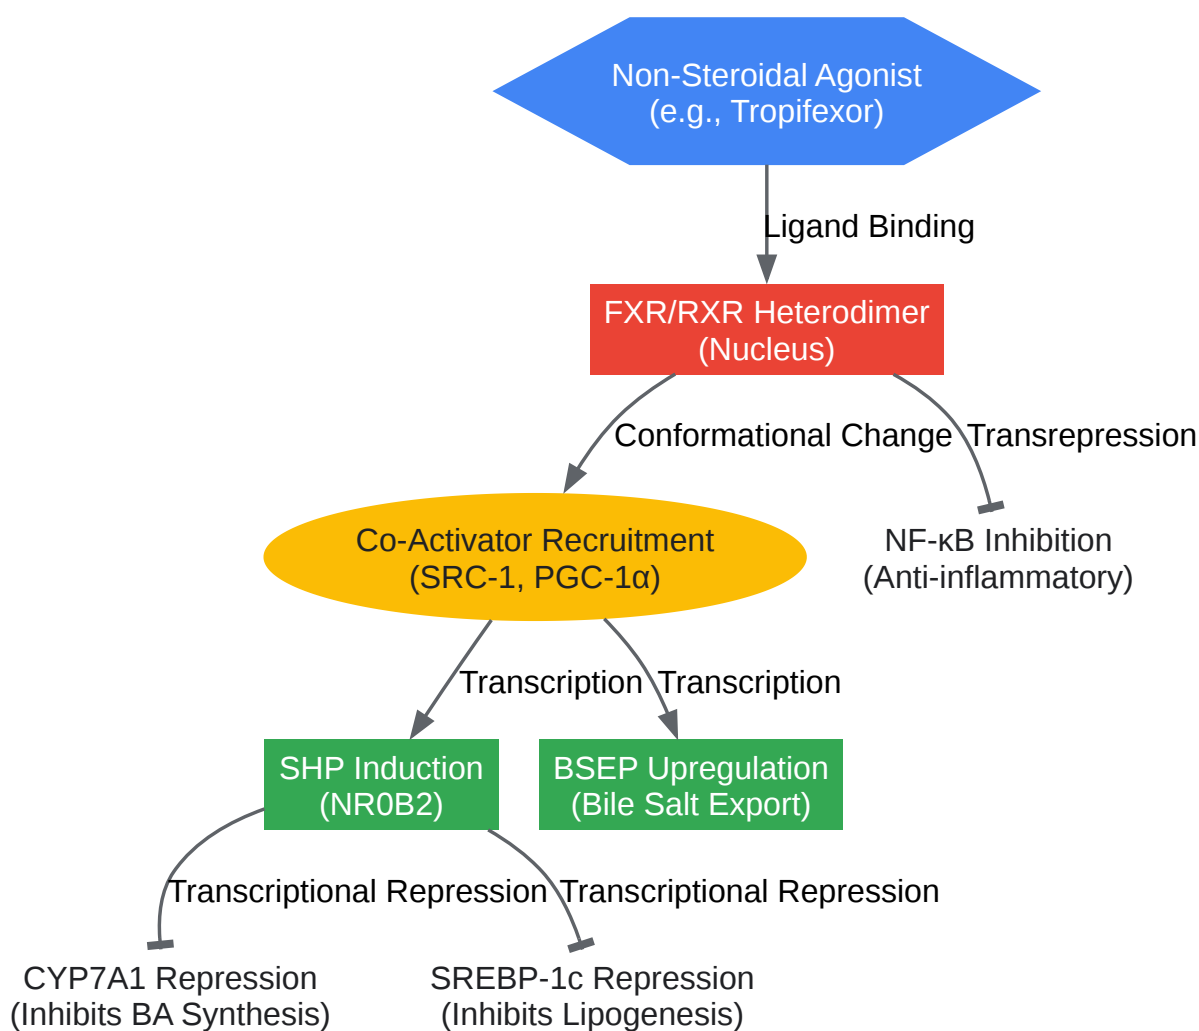 Non-Steroidal Agonist
(e.g., Tropifexor)
Ligand Binding
FXR/RXR Heterodimer
(Nucleus)
Conformational Change
Transrepression
Co-Activator Recruitment
(SRC-1, PGC-1α)
NF-κB Inhibition
(Anti-inflammatory)
Transcription
Transcription
SHP Induction
(NR0B2)
BSEP Upregulation
(Bile Salt Export)
Transcriptional Repression
Transcriptional Repression
CYP7A1 Repression
(Inhibits BA Synthesis)
SREBP-1c Repression
(Inhibits Lipogenesis)